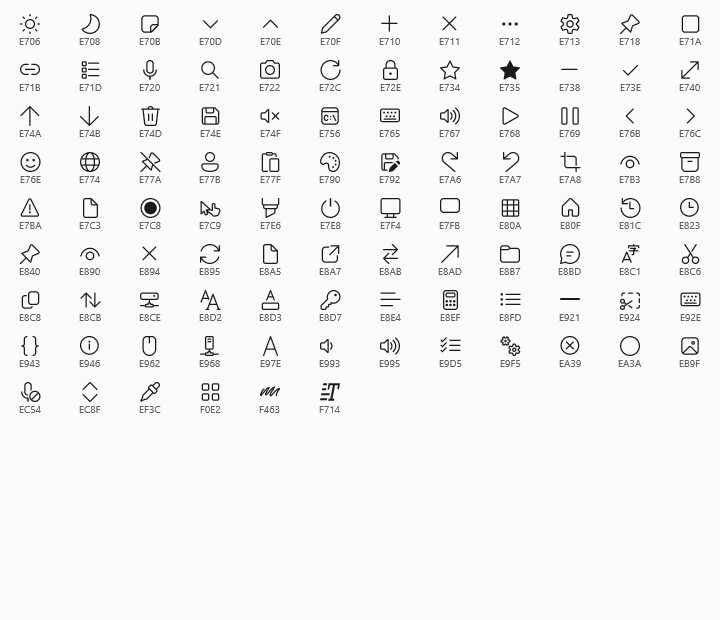 E706 E708 E70B E70D E70E E70F E710 E711 E712 E713 E718 E71A
E71B E71D E720 E721 E722 E72C E72E E734 E735 E738 E73E E740
E74A E74B E74D E74E E74F E756 E765 E767 E768 E769 E76B E76C
E76E E774 E77A E77B E77F E790 E792 E7A6 E7A7 E7A8 E7B3 E7B8
E7BA E7C3 E7C8 E7C9 E7E6 E7E8 E7F4 E7FB E80A E80F E81C E823
E840 E890 E894 E895 E8A5 E8A7 E8AB E8AD E8B7 E8BD E8C1 E8C6
E8C8 E8CB E8CE E8D2 E8D3 E8D7 E8E4 E8EF E8FD E921 E924 E92E
E943 E946 E962 E968 E97E E993 E995 E9D5 E9F5 EA39 EA3A EB9F
EC54 EC8F EF3C F0E2 F463 F714